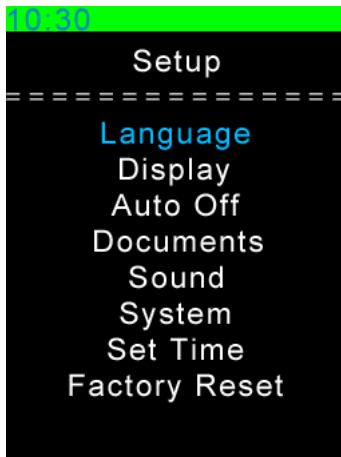 10:30
Setup
===============
Language
Display
Auto Off
Documents
Sound
System
Set Time
Factory Reset